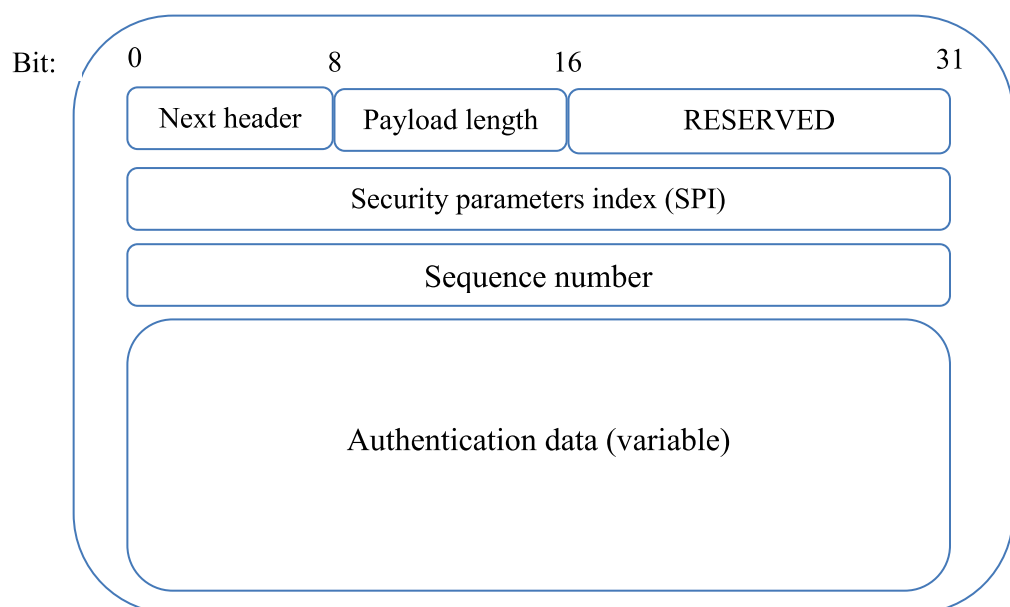 Bit: 0 8 16 31
Next header Payload length RESERVED
Security parameters index (SPI)
Sequence number
Authentication data (variable)